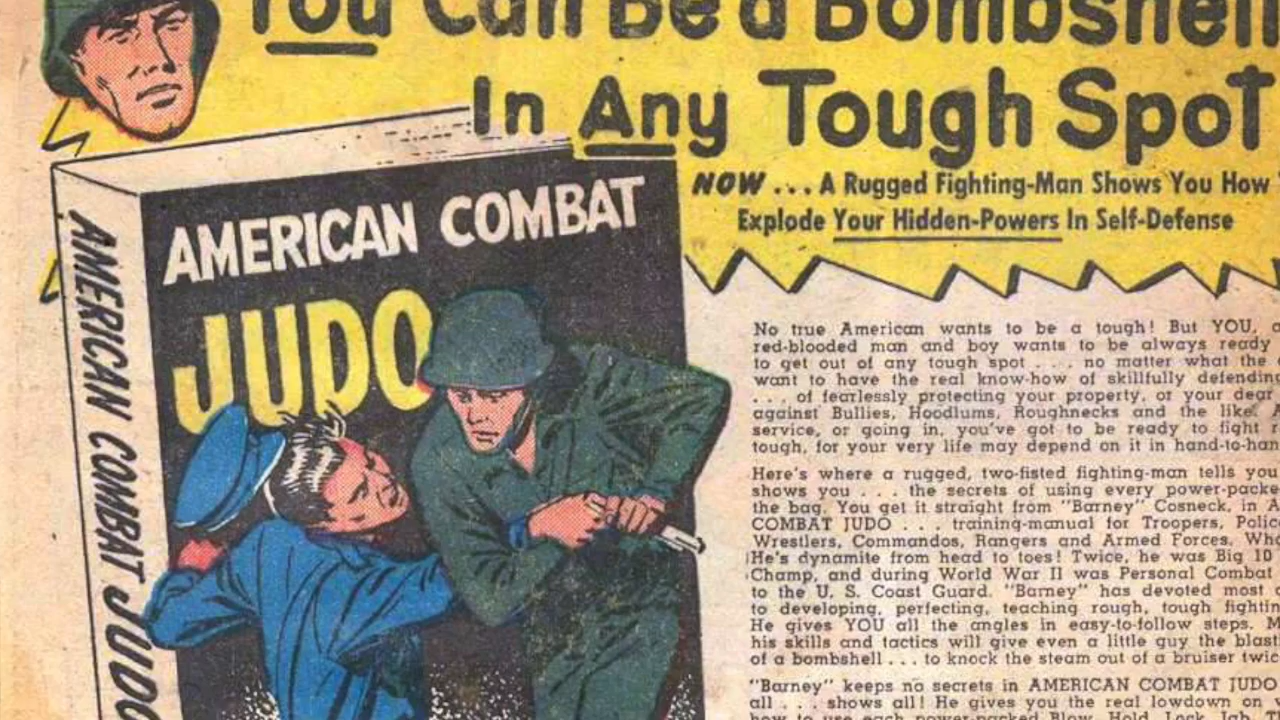 You Can Be a Bombshell
In Any Tough Spot
NOW ... A Rugged Fighting-Man Shows You How
Explode Your Hidden-Powers In Self-Defense
AMERICAN COMBAT
JUDO
AMERICAN COMBAT JUDO
No true American wants to be a tough! But YOU,
red-blooded man and boy wants to be always ready
to get out of any tough spot . . . no matter what the
want to have the real know-how of skillfully defending
. . . of fearlessly protecting your property, or your dear
against Bullies, Hoodlums, Roughnecks and the like.
service, or going in, you've got to be ready to fight
tough, for your very life may depend on it in hand-to-han
Here's where a rugged, two-fisted fighting-man tells you
shows you . . . the secrets of using every power-packe
the bag. You get it straight from "Barney" Cosneck, in
COMBAT JUDO . . . training-manual for Troopers, Polic
Wrestlers, Commandos, Rangers and Armed Forces. Who
He's dynamite from head to toes! Twice, he was Big 10
Champ, and during World War II was Personal Combat
to the U. S. Coast Guard. "Barney" has devoted most
to developing, perfecting, teaching rough, tough fightin
He gives YOU all the angles in easy-to-follow steps.
his skills and tactics will give even a little guy the blast
of a bombshell . . . to knock the steam out of a bruiser twic
"Barney" keeps no secrets in AMERICAN COMBAT JUDO
all . . . shows all! He gives you the real lowdown on
how to use each power-packed Blow, Hold, Jab,